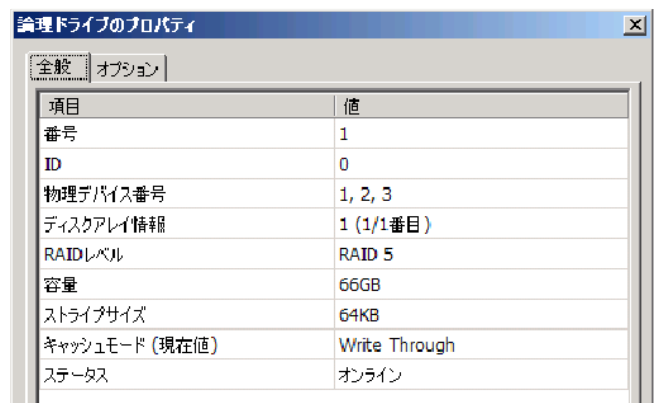 論理ドライブのプロパティ
全般 オプション
項目 値
番号 1
ID 0
物理デバイス番号 1, 2, 3
ディスクアレイ情報 1 (1/1番目)
RAIDレベル RAID 5
容量 66GB
ストライプサイズ 64KB
キャッシュモード (現在値) Write Through
ステータス オンライン